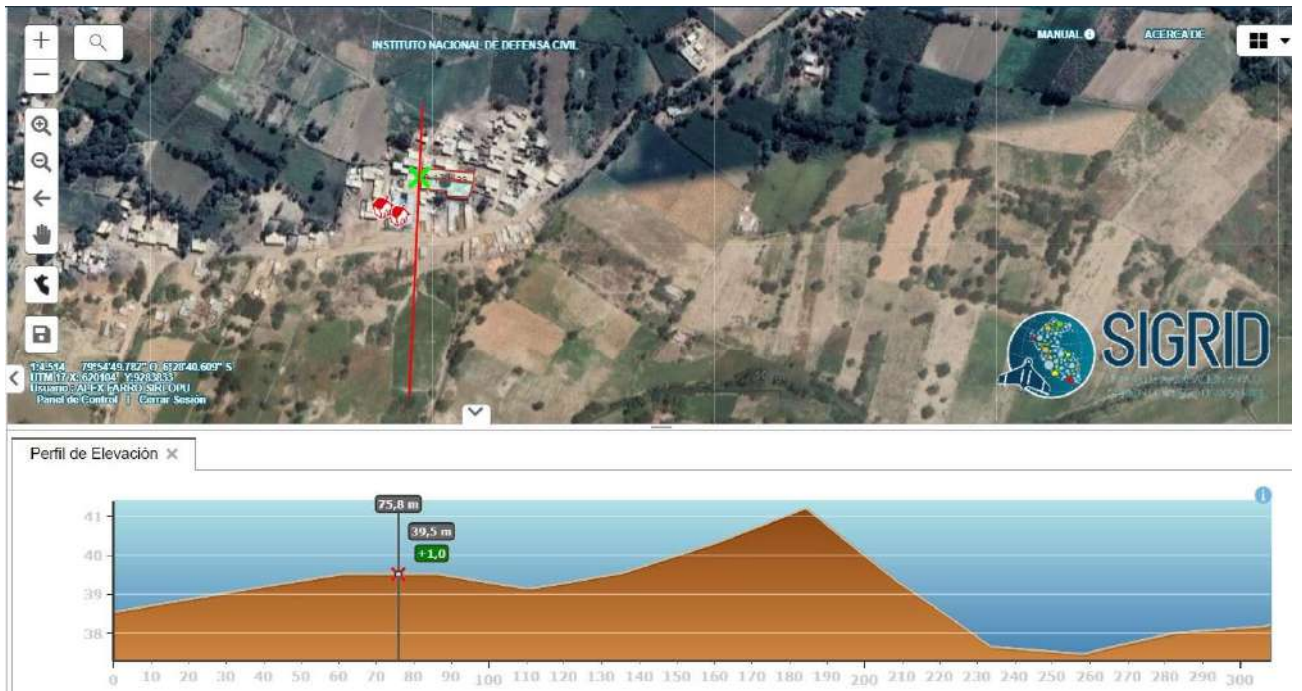 INSTITUTO NACIONAL DE DEFENSA CIVIL
MANUAL
ACERCA DE
SIGRID
1:4.514 79°54'49.782" O 6°28'40.609" S
UTM 17 X: 620104 Y:9283833
Usuario : ALEX FARRO SIRLOPU
Panel de Control | Cerrar Sesión
Perfil de Elevación
75,8 m
39,5 m
+1,0
41
40
39
38
0 10 20 30 40 50 60 70 80 90 100 110 120 130 140 150 160 170 180 190 200 210 220 230 240 250 260 270 280 290 300